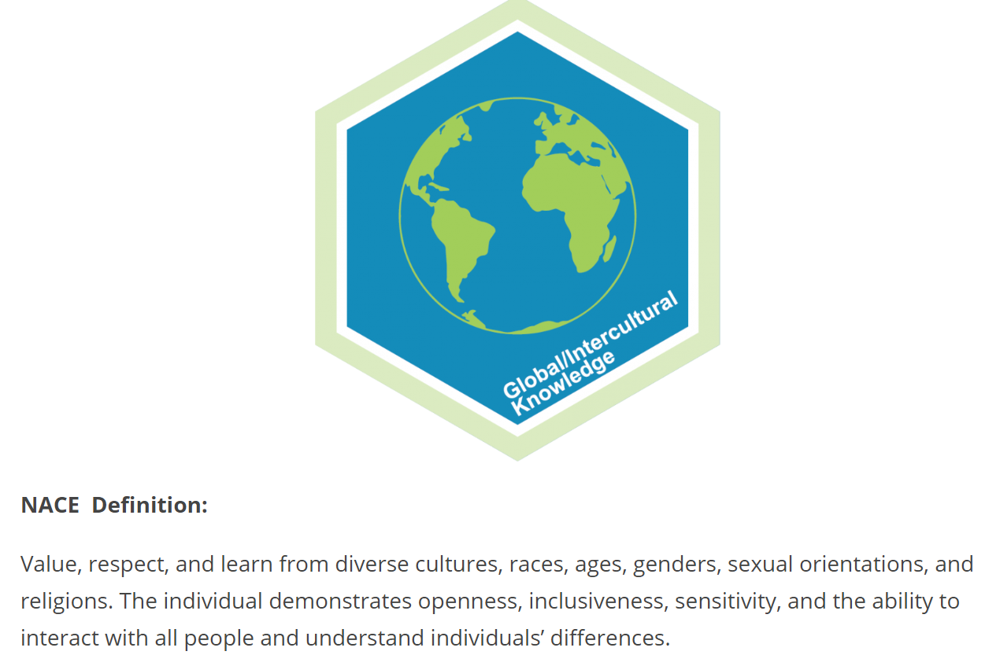 Global/Intercultural
Knowledge
NACE  Definition:
Value, respect, and learn from diverse cultures, races, ages, genders, sexual orientations, and
religions. The individual demonstrates openness, inclusiveness, sensitivity, and the ability to
interact with all people and understand individuals’ differences.